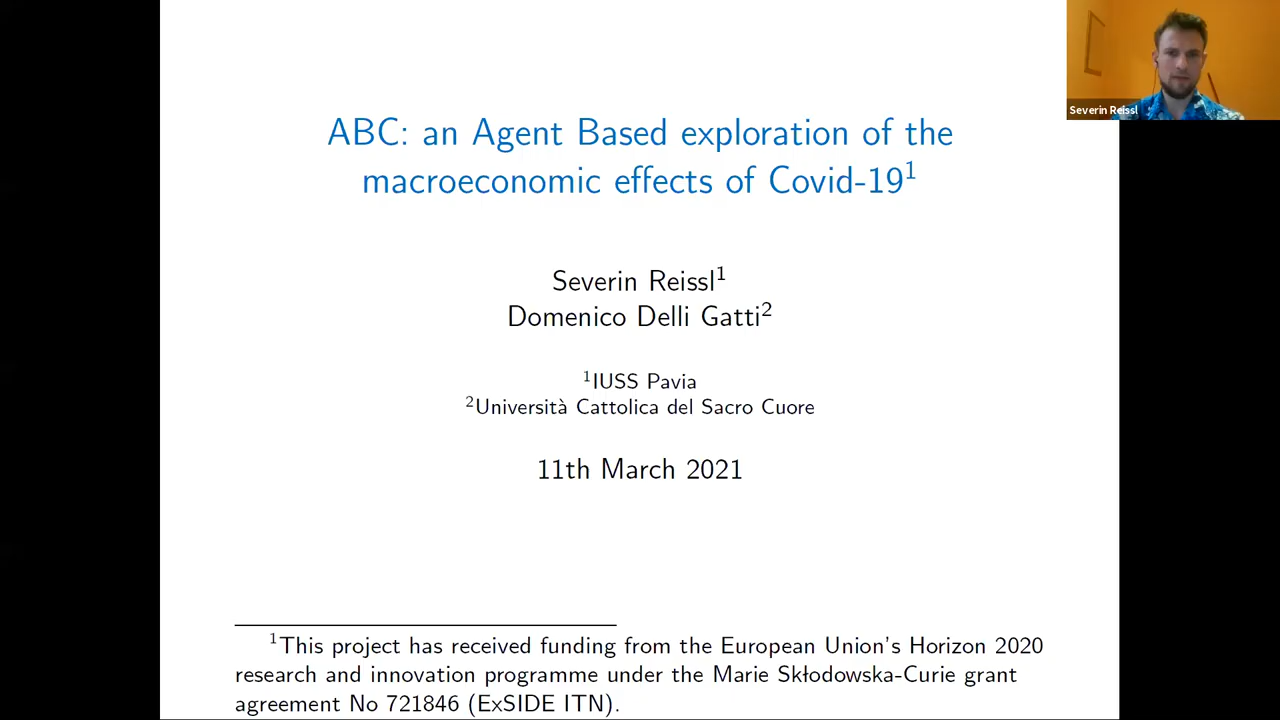 ABC: an Agent Based exploration of the
macroeconomic effects of Covid-19¹
Severin Reissl
Severin Reissl¹
Domenico Delli Gatti²
¹IUSS Pavia
²Università Cattolica del Sacro Cuore
11th March 2021
¹This project has received funding from the European Union's Horizon 2020
research and innovation programme under the Marie Skłodowska-Curie grant
agreement No 721846 (ExSIDE ITN).